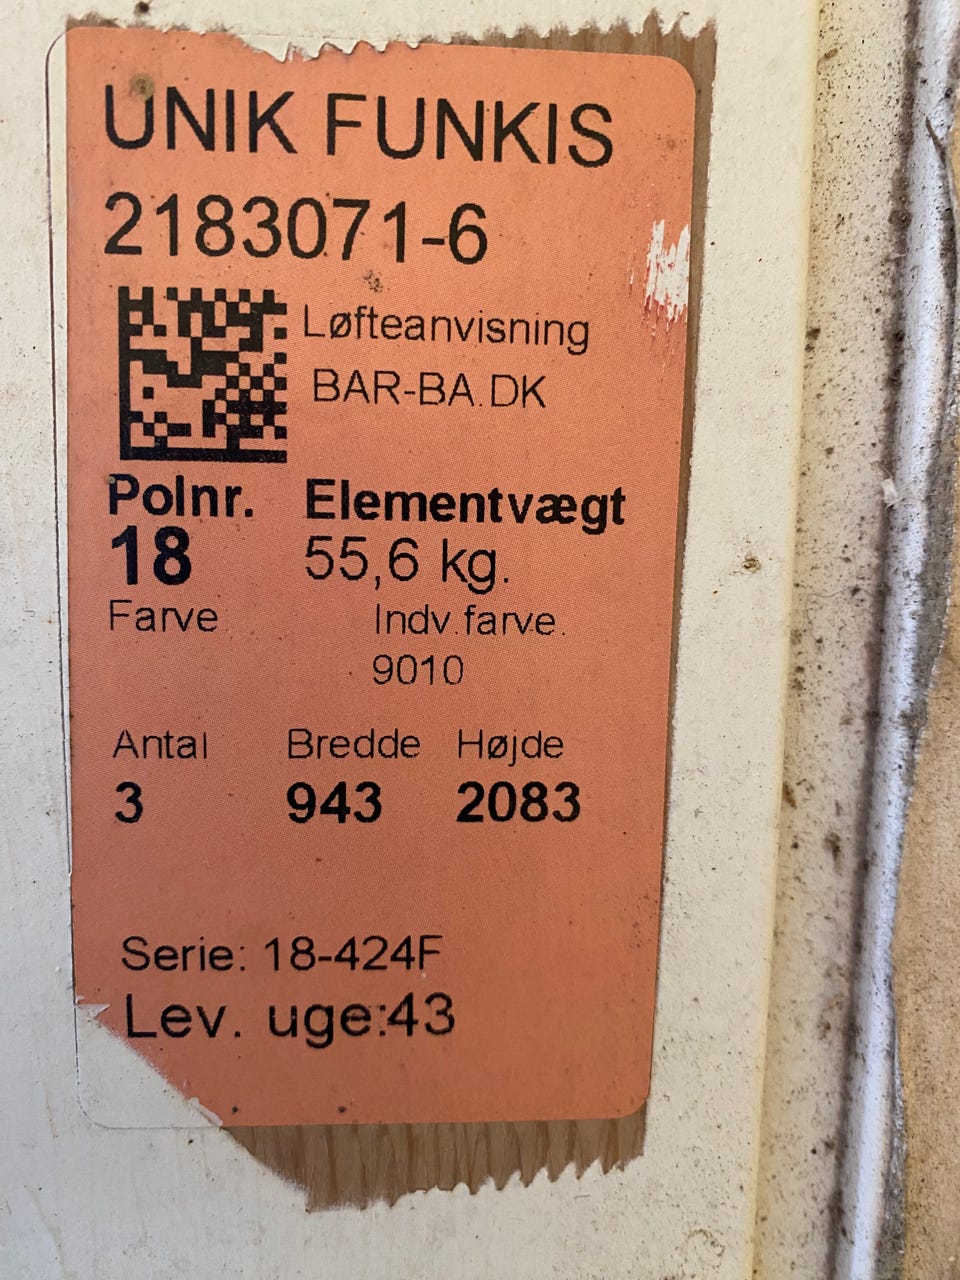 UNIK FUNKIS
2183071-6
Løfteanvisning
BAR-BA.DK
Polnr. Elementvægt
18 55,6 kg.
Farve Indv.farve.
9010
Antal Bredde Højde
3 943 2083
Serie: 18-424F
Lev. uge:43